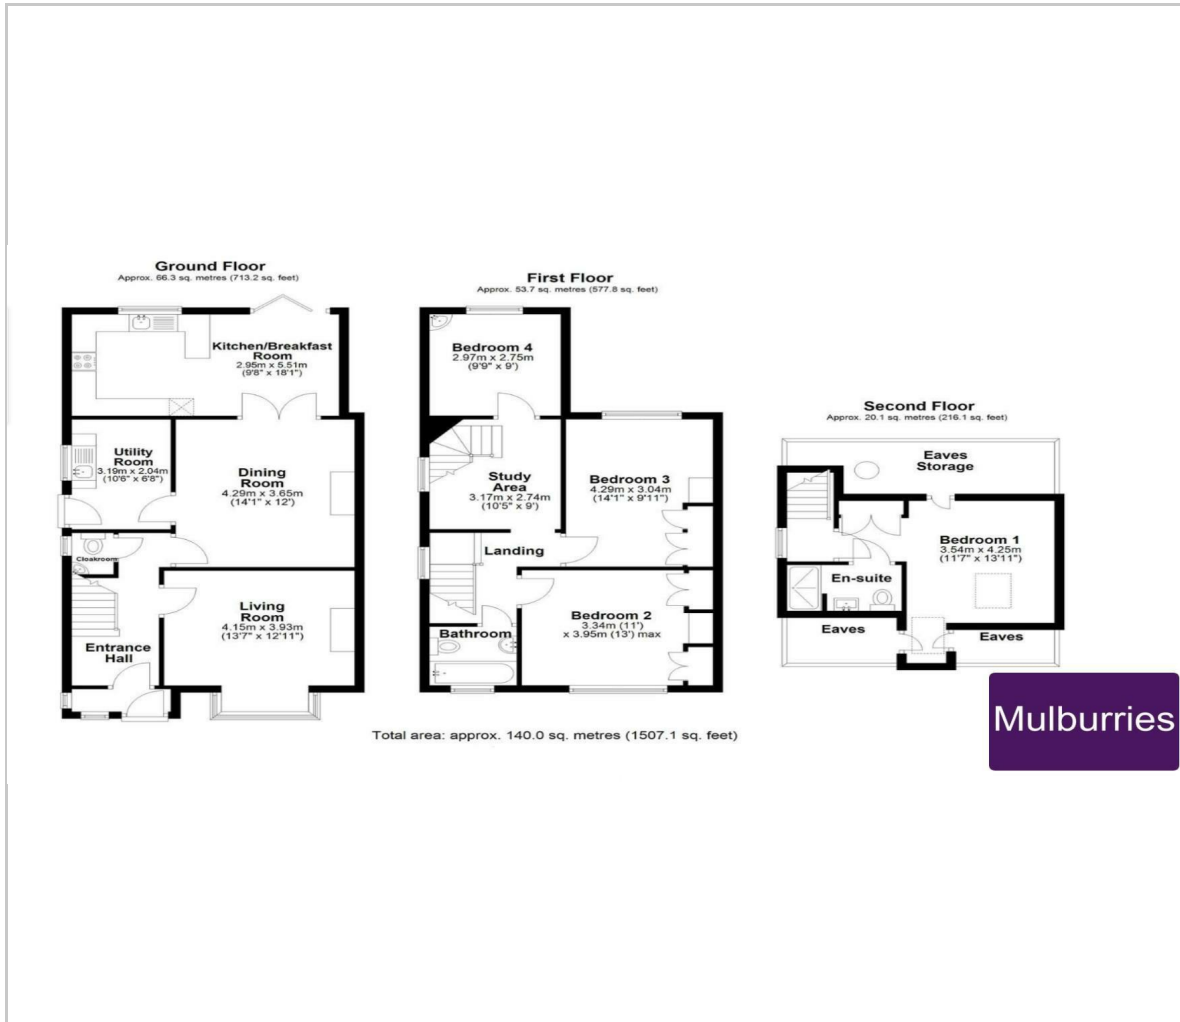 Ground Floor
Approx. 66.3 sq. metres (713.2 sq. feet)
Kitchen/Breakfast
Room
2.95m x 5.51m
(9'8" x 18'1")
Utility
Room
3.19m x 2.04m
(10'6" x 6'8")
Dining
Room
4.29m x 3.65m
(14'1" x 12')
Cloakroom
Living
Room
4.15m x 3.93m
(13'7" x 12'11")
Entrance
Hall
First Floor
Approx. 53.7 sq. metres (577.8 sq. feet)
Bedroom 4
2.97m x 2.75m
(9'9" x 9')
Study
Area
3.17m x 2.74m
(10'5" x 9')
Bedroom 3
4.29m x 3.04m
(14'1" x 9'11")
Landing
Bedroom 2
3.34m (11')
x 3.95m (13') max
Bathroom
Second Floor
Approx. 20.1 sq. metres (216.1 sq. feet)
Eaves
Storage
Bedroom 1
3.54m x 4.25m
(11'7" x 13'11")
En-suite
Eaves
Eaves
Total area: approx. 140.0 sq. metres (1507.1 sq. feet)
Mulburries